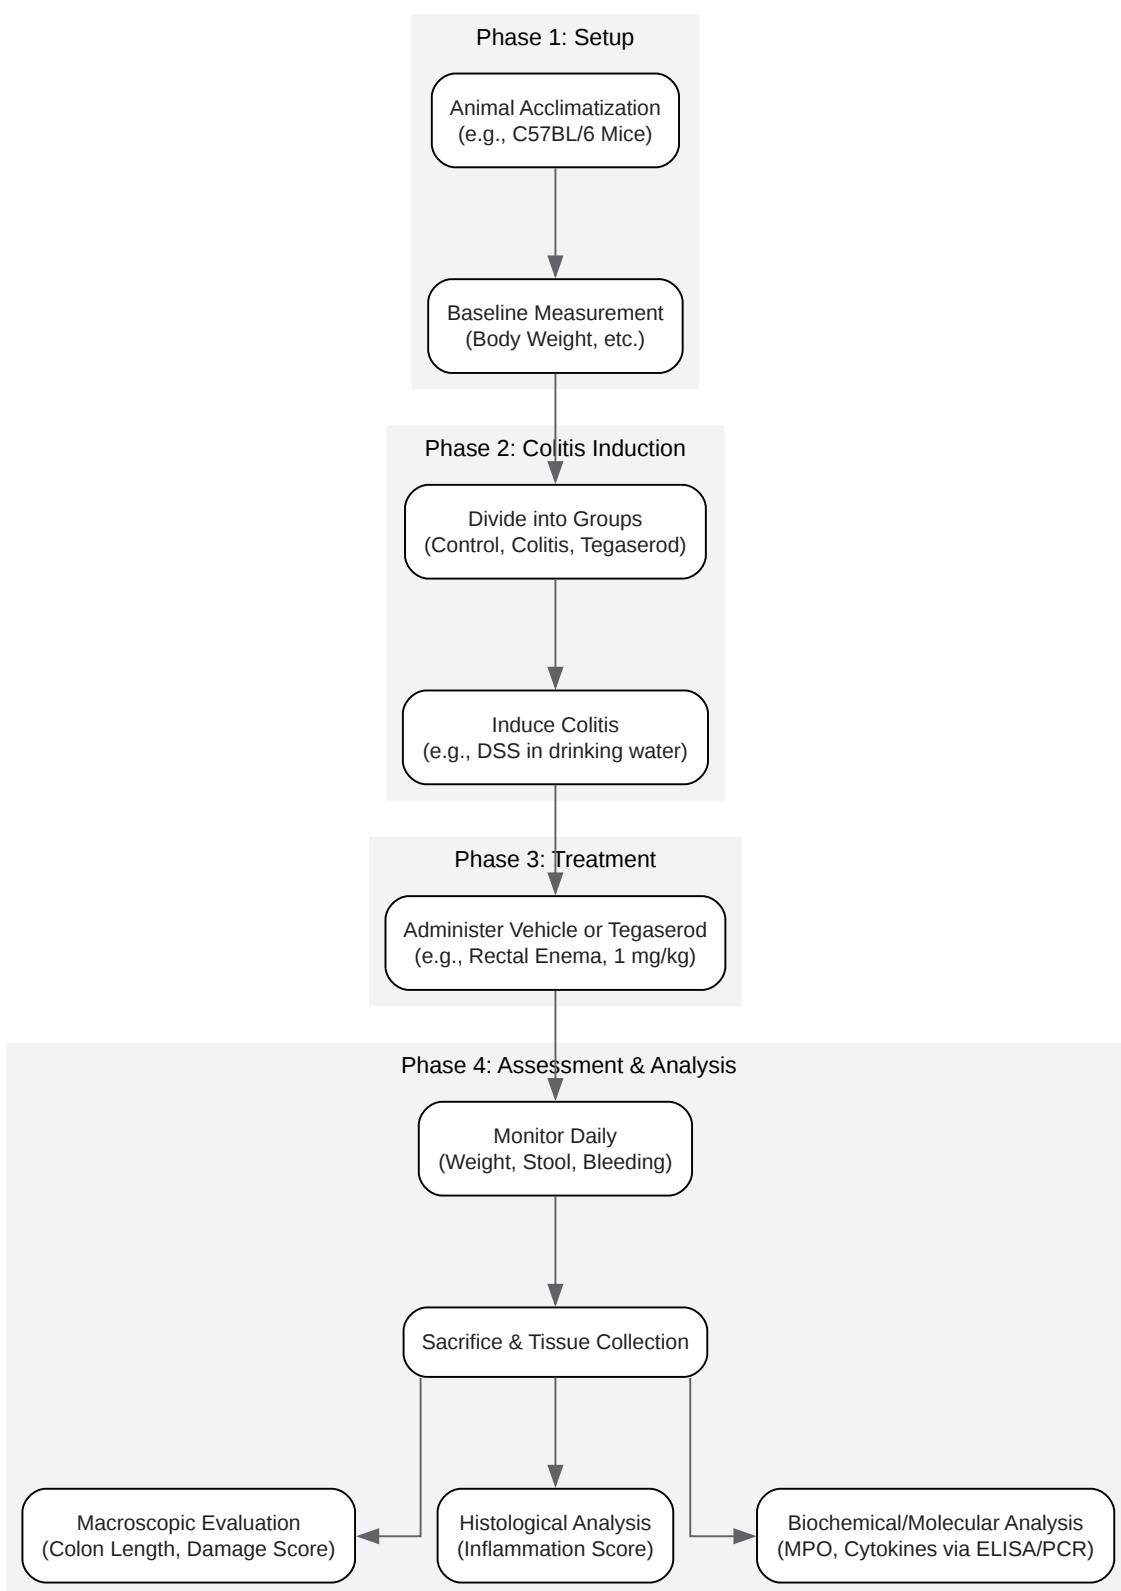 Phase 1: Setup
Animal Acclimatization
(e.g., C57BL/6 Mice)
Baseline Measurement
(Body Weight, etc.)
Phase 2: Colitis Induction
Divide into Groups
(Control, Colitis, Tegaserod)
Induce Colitis
(e.g., DSS in drinking water)
Phase 3: Treatment
Administer Vehicle or Tegaserod
(e.g., Rectal Enema, 1 mg/kg)
Phase 4: Assessment & Analysis
Monitor Daily
(Weight, Stool, Bleeding)
Sacrifice & Tissue Collection
Macroscopic Evaluation
(Colon Length, Damage Score)
Histological Analysis
(Inflammation Score)
Biochemical/Molecular Analysis
(MPO, Cytokines via ELISA/PCR)